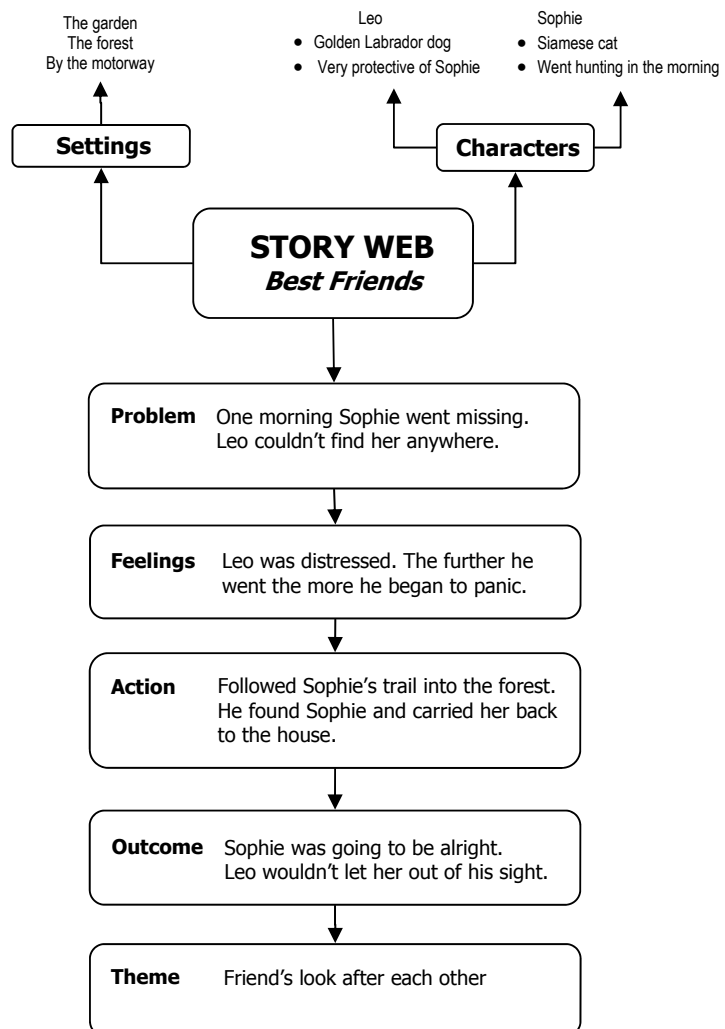 The garden
The forest
By the motorway
Leo
• Golden Labrador dog
• Very protective of Sophie
Sophie
• Siamese cat
• Went hunting in the morning
Settings
Characters
STORY WEB
Best Friends
Problem One morning Sophie went missing.
Leo couldn’t find her anywhere.
Feelings Leo was distressed. The further he
went the more he began to panic.
Action Followed Sophie’s trail into the forest.
He found Sophie and carried her back
to the house.
Outcome Sophie was going to be alright.
Leo wouldn’t let her out of his sight.
Theme Friend’s look after each other